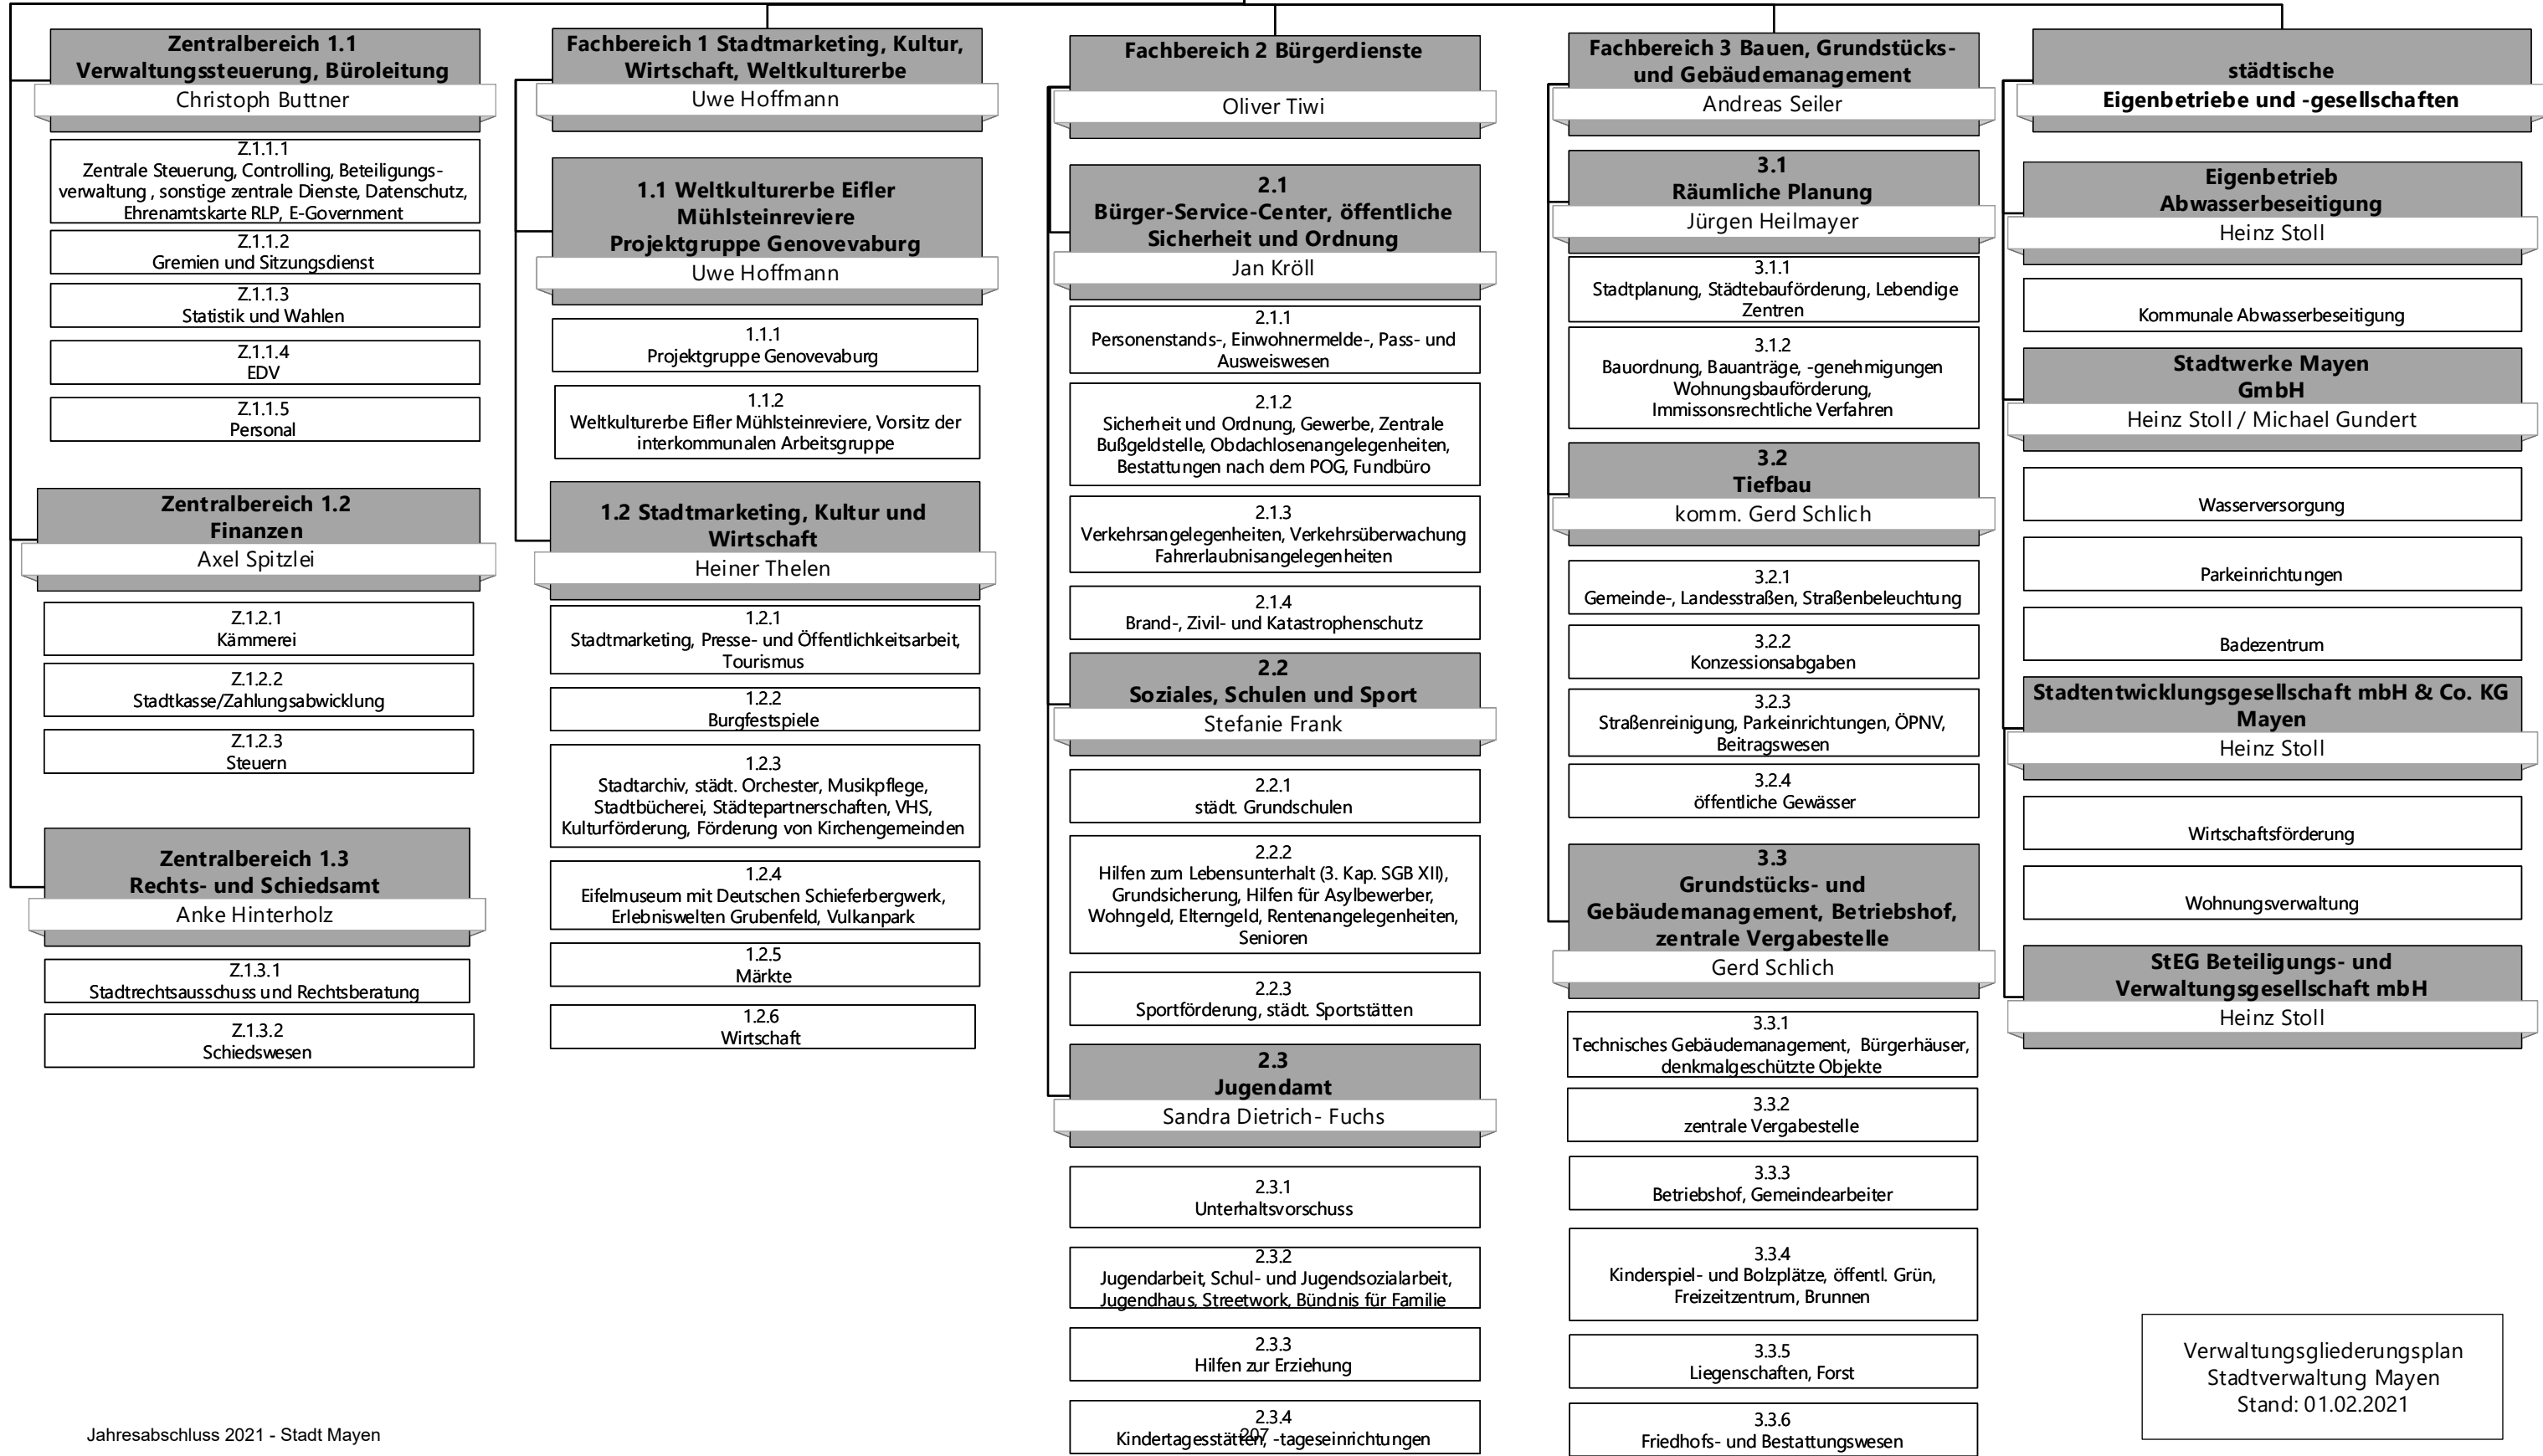 Zentralbereich 1.1
Verwaltungssteuerung, Büroleitung
Christoph Buttner
Z.1.1.1
Zentrale Steuerung, Controlling, Beteiligungs-
verwaltung , sonstige zentrale Dienste, Datenschutz,
Ehrenamtskarte RLP, E-Government
Z.1.1.2
Gremien und Sitzungsdienst
Z.1.1.3
Statistik und Wahlen
Z.1.1.4
EDV
Z.1.1.5
Personal
Zentralbereich 1.2
Finanzen
Axel Spitzlei
Z.1.2.1
Kämmerei
Z.1.2.2
Stadtkasse/Zahlungsabwicklung
Z.1.2.3
Steuern
Zentralbereich 1.3
Rechts- und Schiedsamt
Anke Hinterholz
Z.1.3.1
Stadtrechtsausschuss und Rechtsberatung
Z.1.3.2
Schiedswesen
Fachbereich 1 Stadtmarketing, Kultur,
Wirtschaft, Weltkulturerbe
Uwe Hoffmann
1.1 Weltkulturerbe Eifler
Mühlsteinreviere
Projektgruppe Genovevaburg
Uwe Hoffmann
1.1.1
Projektgruppe Genovevaburg
1.1.2
Weltkulturerbe Eifler Mühlsteinreviere, Vorsitz der
interkommunalen Arbeitsgruppe
1.2 Stadtmarketing, Kultur und
Wirtschaft
Heiner Thelen
1.2.1
Stadtmarketing, Presse- und Öffentlichkeitsarbeit,
Tourismus
1.2.2
Burgfestspiele
1.2.3
Stadtarchiv, städt. Orchester, Musikpflege,
Stadtbücherei, Städtepartnerschaften, VHS,
Kulturförderung, Förderung von Kirchengemeinden
1.2.4
Eifelmuseum mit Deutschen Schieferbergwerk,
Erlebniswelten Grubenfeld, Vulkanpark
1.2.5
Märkte
1.2.6
Wirtschaft
Fachbereich 2 Bürgerdienste
Oliver Tiwi
2.1
Bürger-Service-Center, öffentliche
Sicherheit und Ordnung
Jan Kröll
2.1.1
Personenstands-, Einwohnermelde-, Pass- und
Ausweiswesen
2.1.2
Sicherheit und Ordnung, Gewerbe, Zentrale
Bußgeldstelle, Obdachlosenangelegenheiten,
Bestattungen nach dem POG, Fundbüro
2.1.3
Verkehrsangelegenheiten, Verkehrsüberwachung
Fahrerlaubnisangelegenheiten
2.1.4
Brand-, Zivil- und Katastrophenschutz
2.2
Soziales, Schulen und Sport
Stefanie Frank
2.2.1
städt. Grundschulen
2.2.2
Hilfen zum Lebensunterhalt (3. Kap. SGB XII),
Grundsicherung, Hilfen für Asylbewerber,
Wohngeld, Elterngeld, Rentenangelegenheiten,
Senioren
2.2.3
Sportförderung, städt. Sportstätten
2.3
Jugendamt
Sandra Dietrich- Fuchs
2.3.1
Unterhaltsvorschuss
2.3.2
Jugendarbeit, Schul- und Jugendsozialarbeit,
Jugendhaus, Streetwork, Bündnis für Familie
2.3.3
Hilfen zur Erziehung
2.3.4
Kindertagesstätten, -tageseinrichtungen
Fachbereich 3 Bauen, Grundstücks-
und Gebäudemanagement
Andreas Seiler
3.1
Räumliche Planung
Jürgen Heilmayer
3.1.1
Stadtplanung, Städtebauförderung, Lebendige
Zentren
3.1.2
Bauordnung, Bauanträge, -genehmigungen
Wohnungsbauförderung,
Immissonsrechtliche Verfahren
3.2
Tiefbau
komm. Gerd Schlich
3.2.1
Gemeinde-, Landesstraßen, Straßenbeleuchtung
3.2.2
Konzessionsabgaben
3.2.3
Straßenreinigung, Parkeinrichtungen, ÖPNV,
Beitragswesen
3.2.4
öffentliche Gewässer
3.3
Grundstücks- und
Gebäudemanagement, Betriebshof,
zentrale Vergabestelle
Gerd Schlich
3.3.1
Technisches Gebäudemanagement, Bürgerhäuser,
denkmalgeschützte Objekte
3.3.2
zentrale Vergabestelle
3.3.3
Betriebshof, Gemeindearbeiter
3.3.4
Kinderspiel- und Bolzplätze, öffentl. Grün,
Freizeitzentrum, Brunnen
3.3.5
Liegenschaften, Forst
3.3.6
Friedhofs- und Bestattungswesen
städtische
Eigenbetriebe und -gesellschaften
Eigenbetrieb
Abwasserbeseitigung
Heinz Stoll
Kommunale Abwasserbeseitigung
Stadtwerke Mayen
GmbH
Heinz Stoll / Michael Gundert
Wasserversorgung
Parkeinrichtungen
Badezentrum
Stadtentwicklungsgesellschaft mbH & Co. KG
Mayen
Heinz Stoll
Wirtschaftsförderung
Wohnungsverwaltung
StEG Beteiligungs- und
Verwaltungsgesellschaft mbH
Heinz Stoll
Verwaltungsgliederungsplan
Stadtverwaltung Mayen
Stand: 01.02.2021
Jahresabschluss 2021 - Stadt Mayen
207